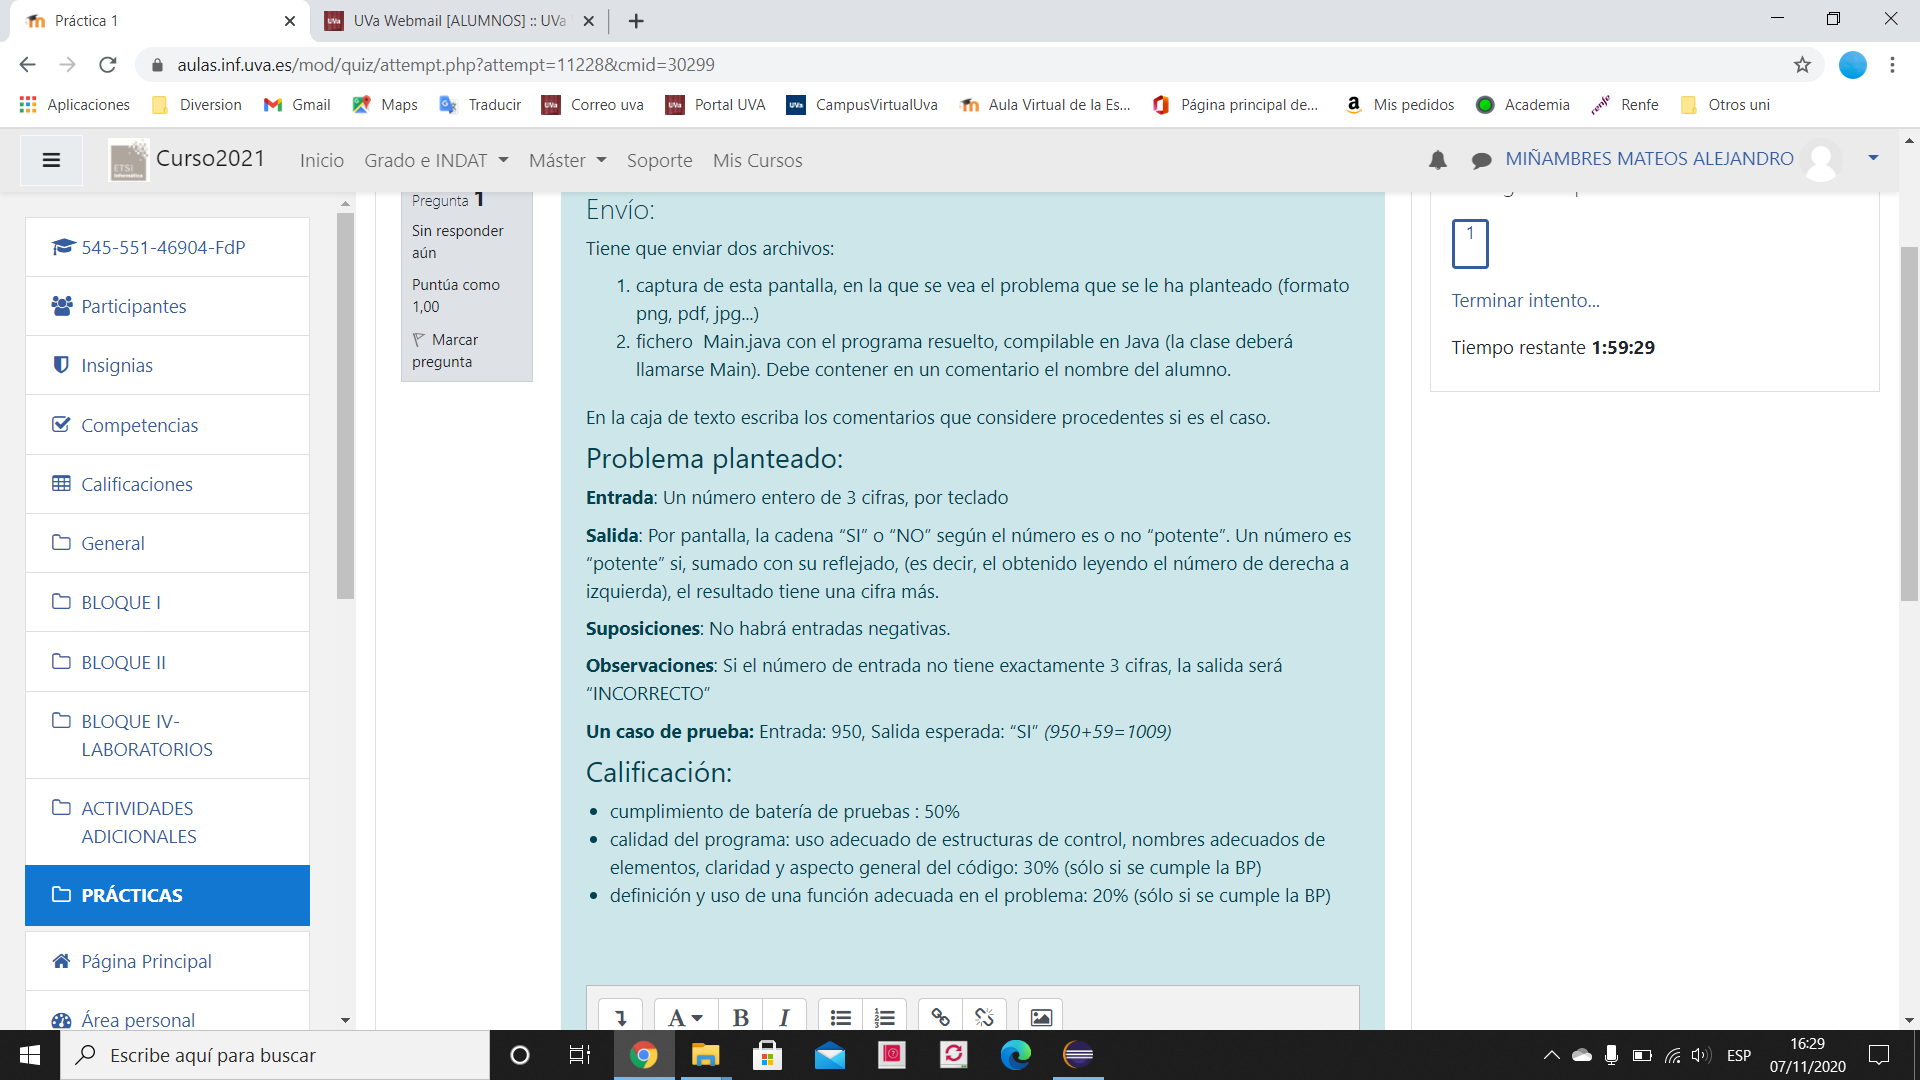 Práctica 1
UVa Webmail [ALUMNOS] :: UVa
aulas.inf.uva.es/mod/quiz/attempt.php?attempt=11228&cmid=30299
Aplicaciones Diversion Gmail Maps Traducir Correo uva Portal UVA CampusVirtualUva Aula Virtual de la Es... Página principal de... Mis pedidos Academia Renfe Otros uni
Curso2021 Inicio Grado e INDAT Máster Soporte Mis Cursos MIÑAMBRES MATEOS ALEJANDRO
545-551-46904-FdP
Participantes
Insignias
Competencias
Calificaciones
General
BLOQUE I
BLOQUE II
BLOQUE IV-
LABORATORIOS
ACTIVIDADES
ADICIONALES
PRÁCTICAS
Página Principal
Área personal
Pregunta 1
Sin responder
aún
Puntúa como
1,00
Marcar
pregunta
Envío:
Tiene que enviar dos archivos:
1. captura de esta pantalla, en la que se vea el problema que se le ha planteado (formato
png, pdf, jpg...)
2. fichero Main.java con el programa resuelto, compilable en Java (la clase deberá
llamarse Main). Debe contener en un comentario el nombre del alumno.
En la caja de texto escriba los comentarios que considere procedentes si es el caso.
Problema planteado:
Entrada: Un número entero de 3 cifras, por teclado
Salida: Por pantalla, la cadena “SI” o “NO” según el número es o no “potente”. Un número es
“potente” si, sumado con su reflejado, (es decir, el obtenido leyendo el número de derecha a
izquierda), el resultado tiene una cifra más.
Suposiciones: No habrá entradas negativas.
Observaciones: Si el número de entrada no tiene exactamente 3 cifras, la salida será
“INCORRECTO”
Un caso de prueba: Entrada: 950, Salida esperada: “SI” (950+59=1009)
Calificación:
• cumplimiento de batería de pruebas : 50%
• calidad del programa: uso adecuado de estructuras de control, nombres adecuados de
elementos, claridad y aspecto general del código: 30% (sólo si se cumple la BP)
• definición y uso de una función adecuada en el problema: 20% (sólo si se cumple la BP)
A B I
1
Terminar intento...
Tiempo restante 1:59:29
Escribe aquí para buscar
ESP
16:29
07/11/2020